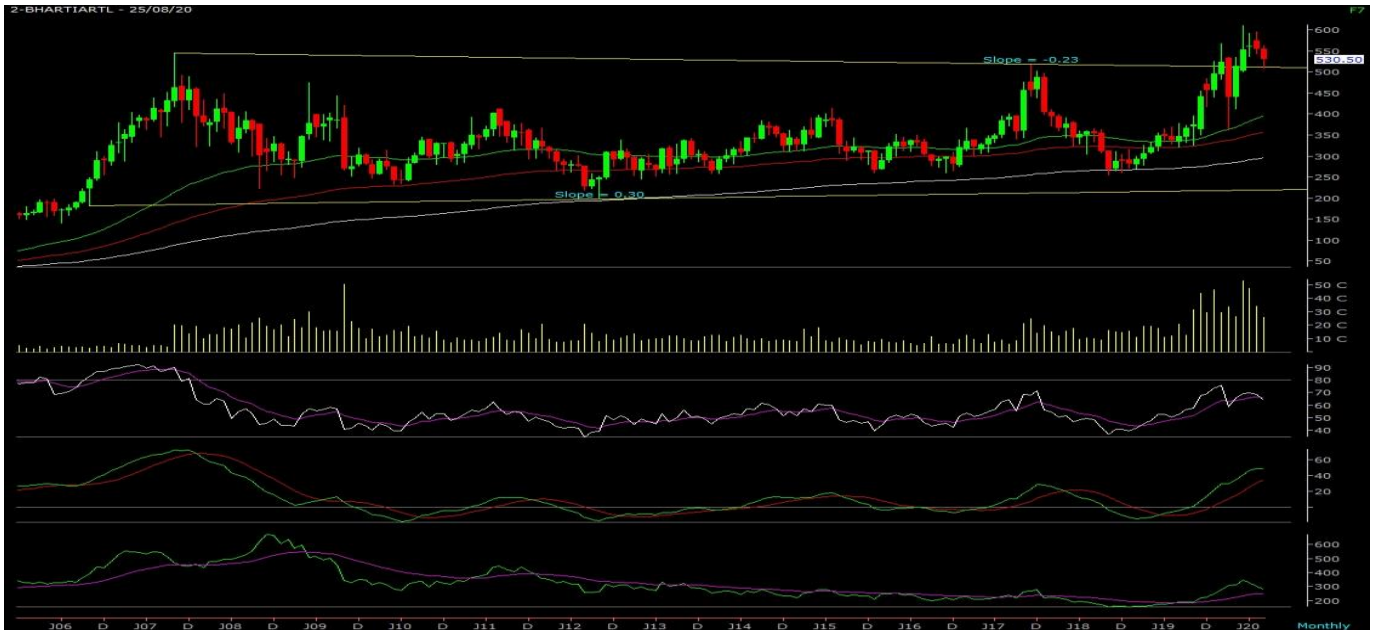 2-BHARTIARTL - 25/08/20
F7
600
550
530.50
500
450
400
350
300
250
200
150
100
50
Slope = -0.23
Slope = 0.30
50 C
40 C
30 C
20 C
10 C
90
80
70
60
50
40
60
40
20
600
500
400
300
200
J06 D J07 D J08 D J09 D J10 D J11 D J12 D J13 D J14 D J15 D J16 D J17 D J18 D J19 D J20 Monthly